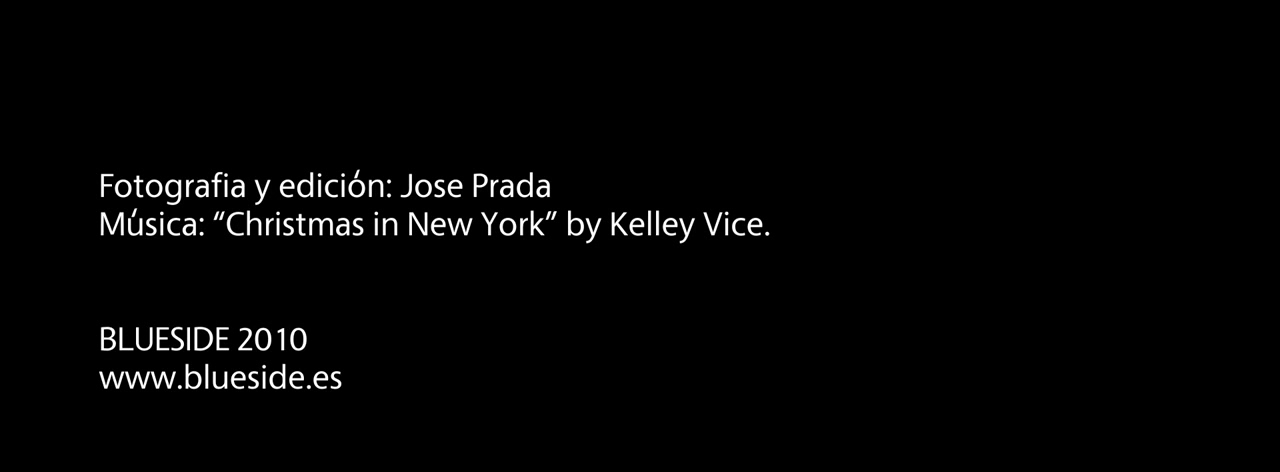 Fotografia y edición: Jose Prada
Música: “Christmas in New York” by Kelley Vice.
BLUESIDE 2010
www.blueside.es